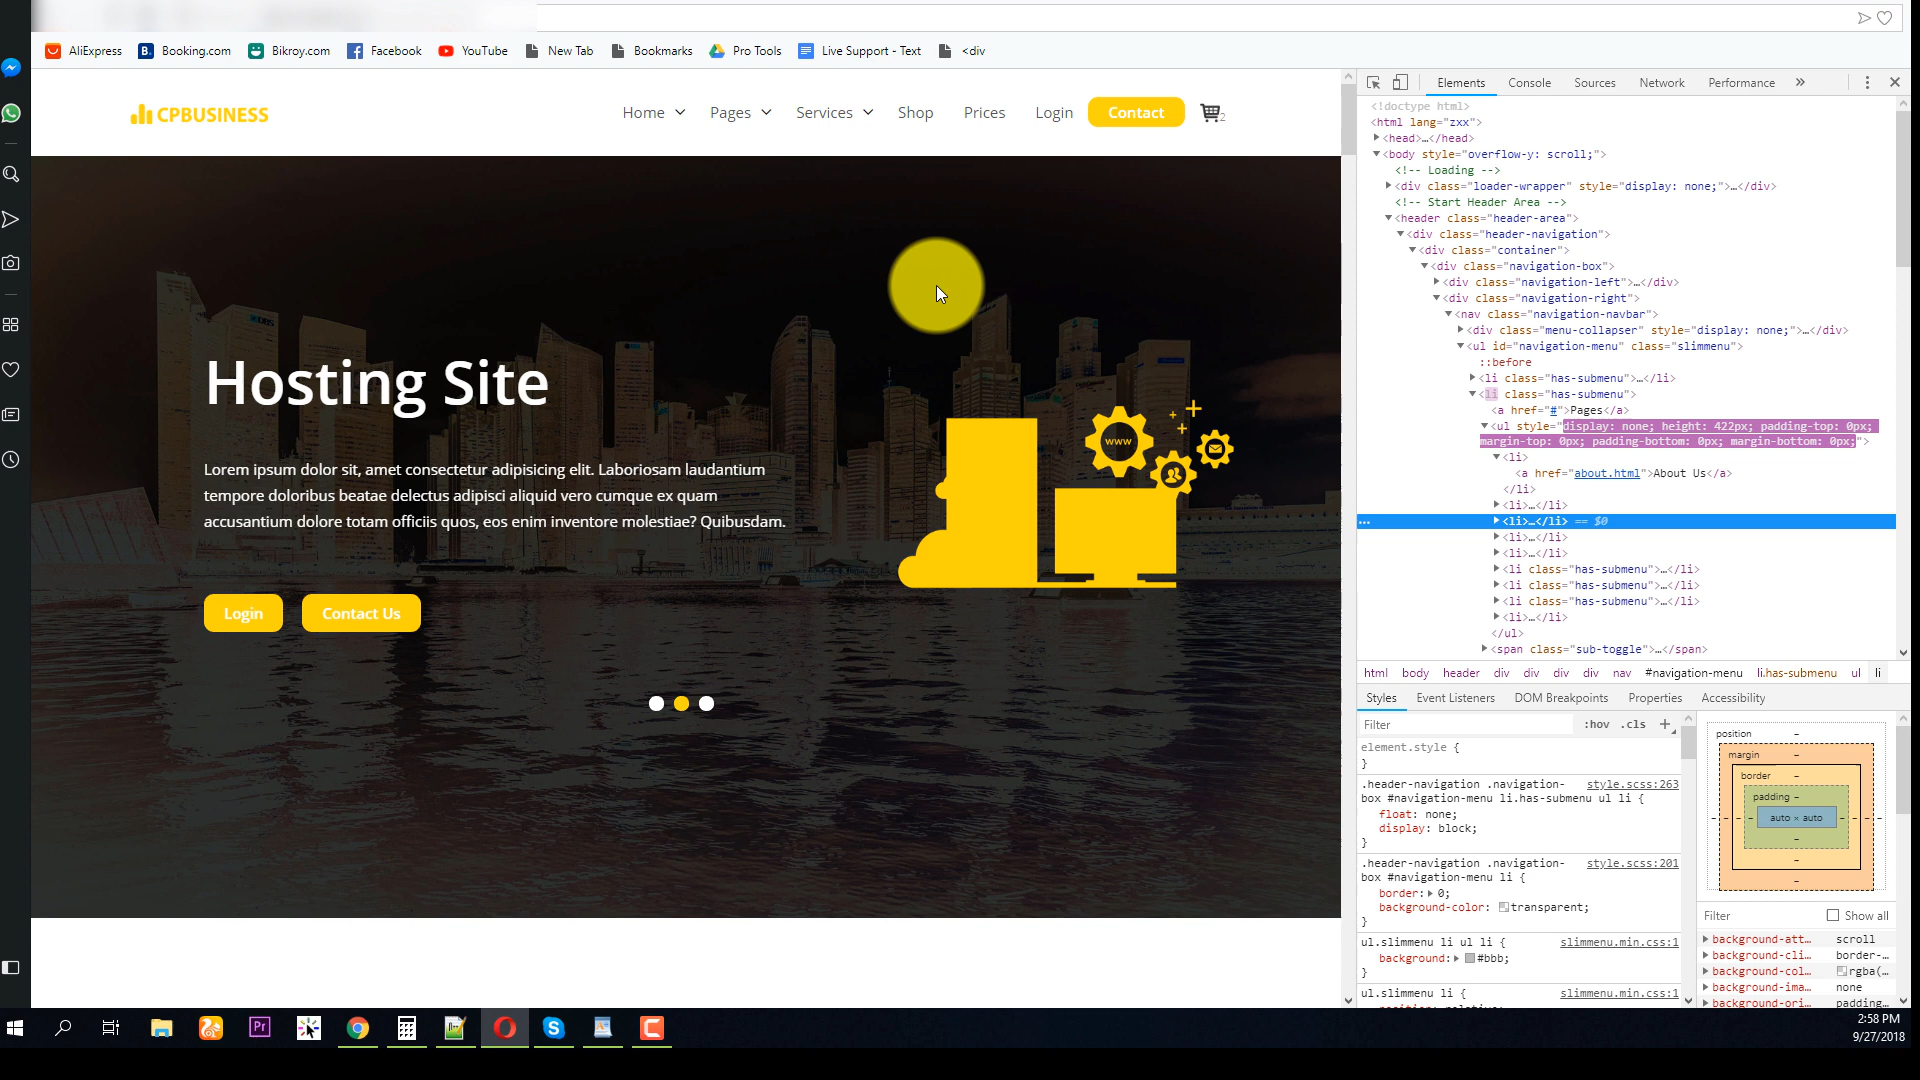 AliExpress Booking.com Bikroy.com Facebook YouTube New Tab Bookmarks Pro Tools Live Support - Text <div
CPBUSINESS
Home Pages Services Shop Prices Login Contact 2
Hosting Site
Lorem ipsum dolor sit, amet consectetur adipisicing elit. Laboriosam laudantium
tempore doloribus beatae delectus adipisci aliquid vero cumque ex quam
accusantium dolore totam officiis quos, eos enim inventore molestiae? Quibusdam.
Login Contact Us
WWW
Elements Console Sources Network Performance »
<!doctype html>
<html lang="zxx">
<head>…</head>
<body style="overflow-y: scroll;">
<!-- Loading -->
<div class="loader-wrapper" style="display: none;">…</div>
<!-- Start Header Area -->
<header class="header-area">
<div class="header-navigation">
<div class="container">
<div class="navigation-box">
<div class="navigation-left">…</div>
<div class="navigation-right">
<nav class="navigation-navbar">
<div class="menu-collapser" style="display: none;">…</div>
<ul id="navigation-menu" class="slimmenu">
::before
<li class="has-submenu">…</li>
<li class="has-submenu">
<a href="#">Pages</a>
<ul style="display: none; height: 422px; padding-top: 0px;
margin-top: 0px; padding-bottom: 0px; margin-bottom: 0px;">
<li>
<a href="about.html">About Us</a>
</li>
<li>…</li>
… <li>…</li> == $0
<li>…</li>
<li>…</li>
<li class="has-submenu">…</li>
<li class="has-submenu">…</li>
<li class="has-submenu">…</li>
<li>…</li>
</ul>
<span class="sub-toggle">…</span>
html body header div div div div nav #navigation-menu li.has-submenu ul li
Styles Event Listeners DOM Breakpoints Properties Accessibility
Filter :hov .cls +
element.style {
}
.header-navigation .navigation- style.scss:263
box #navigation-menu li.has-submenu ul li {
float: none;
display: block;
}
.header-navigation .navigation- style.scss:201
box #navigation-menu li {
border: 0;
background-color: transparent;
}
ul.slimmenu li ul li { slimmenu.min.css:1
background: #bbb;
}
ul.slimmenu li { slimmenu.min.css:1
position –
margin –
border –
padding –
auto × auto
Filter Show all
background-att… scroll
background-cli… border-…
background-col… rgba(…
background-ima… none
background-ori… padding…
Pr
2:58 PM
9/27/2018